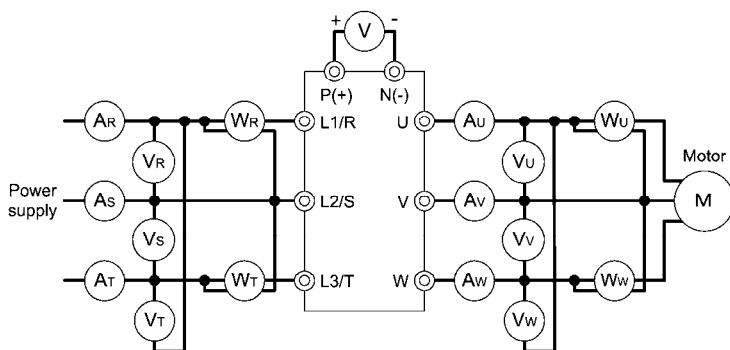 + V -
P(+) N(-)
AR WR L1/R U AU WU
VR VU Motor
Power supply AS L2/S V AV M
VS VV
AT WT L3/T W AW WW
VT VW